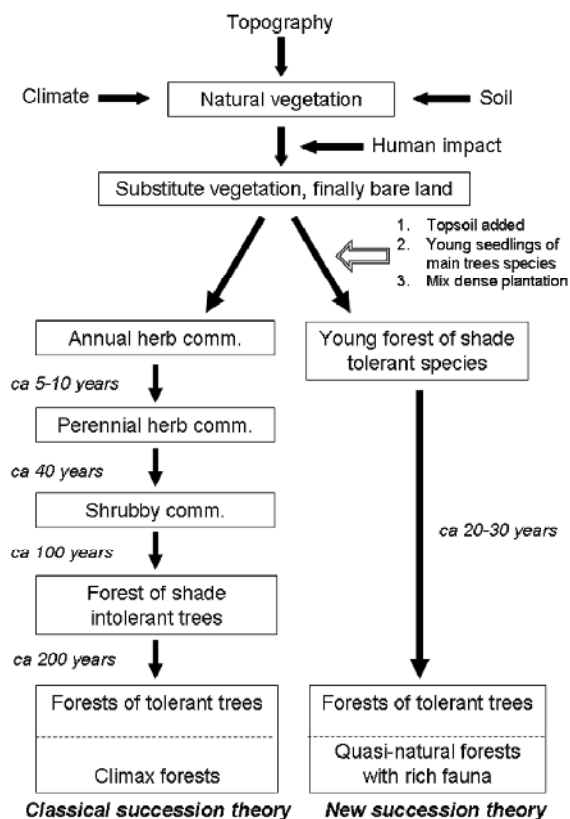 Topography
Climate
Natural vegetation
Soil
Human impact
Substitute vegetation, finally bare land
1. Topsoil added
2. Young seedlings of
main trees species
3. Mix dense plantation
Annual herb comm.
ca 5-10 years
Perennial herb comm.
ca 40 years
Shrubby comm.
ca 100 years
Forest of shade
intolerant trees
ca 200 years
Forests of tolerant trees
Climax forests
Classical succession theory
Young forest of shade
tolerant species
ca 20-30 years
Forests of tolerant trees
Quasi-natural forests
with rich fauna
New succession theory